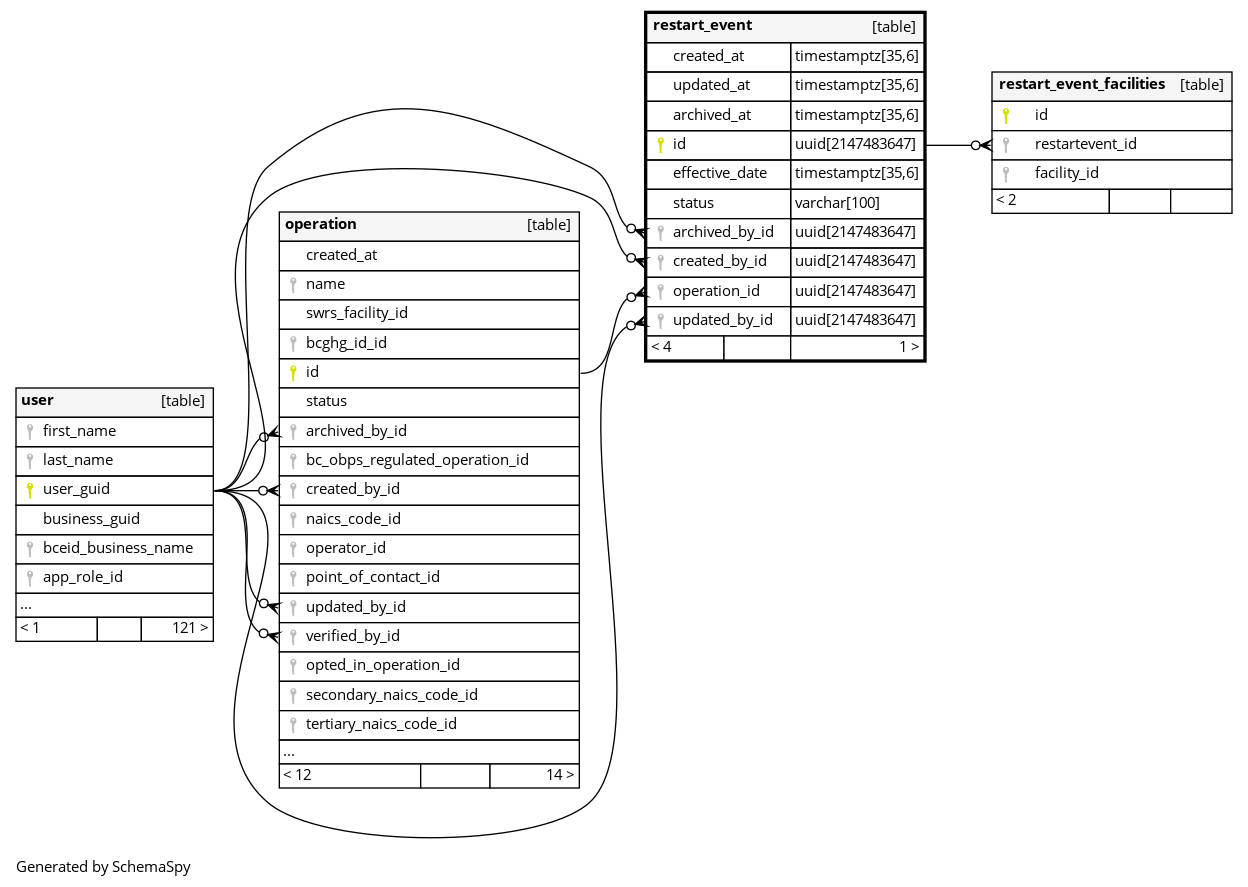 restart_event [table]
created_at timestamptz[35,6]
updated_at timestamptz[35,6]
archived_at timestamptz[35,6]
id uuid[2147483647]
effective_date timestamptz[35,6]
status varchar[100]
archived_by_id uuid[2147483647]
created_by_id uuid[2147483647]
operation_id uuid[2147483647]
updated_by_id uuid[2147483647]
< 4 1 >
restart_event_facilities [table]
id
restartevent_id
facility_id
< 2
operation [table]
created_at
name
swrs_facility_id
bcghg_id_id
id
status
archived_by_id
bc_obps_regulated_operation_id
created_by_id
naics_code_id
operator_id
point_of_contact_id
updated_by_id
verified_by_id
opted_in_operation_id
secondary_naics_code_id
tertiary_naics_code_id
...
< 12 14 >
user [table]
first_name
last_name
user_guid
business_guid
bceid_business_name
app_role_id
...
< 1 121 >
Generated by SchemaSpy